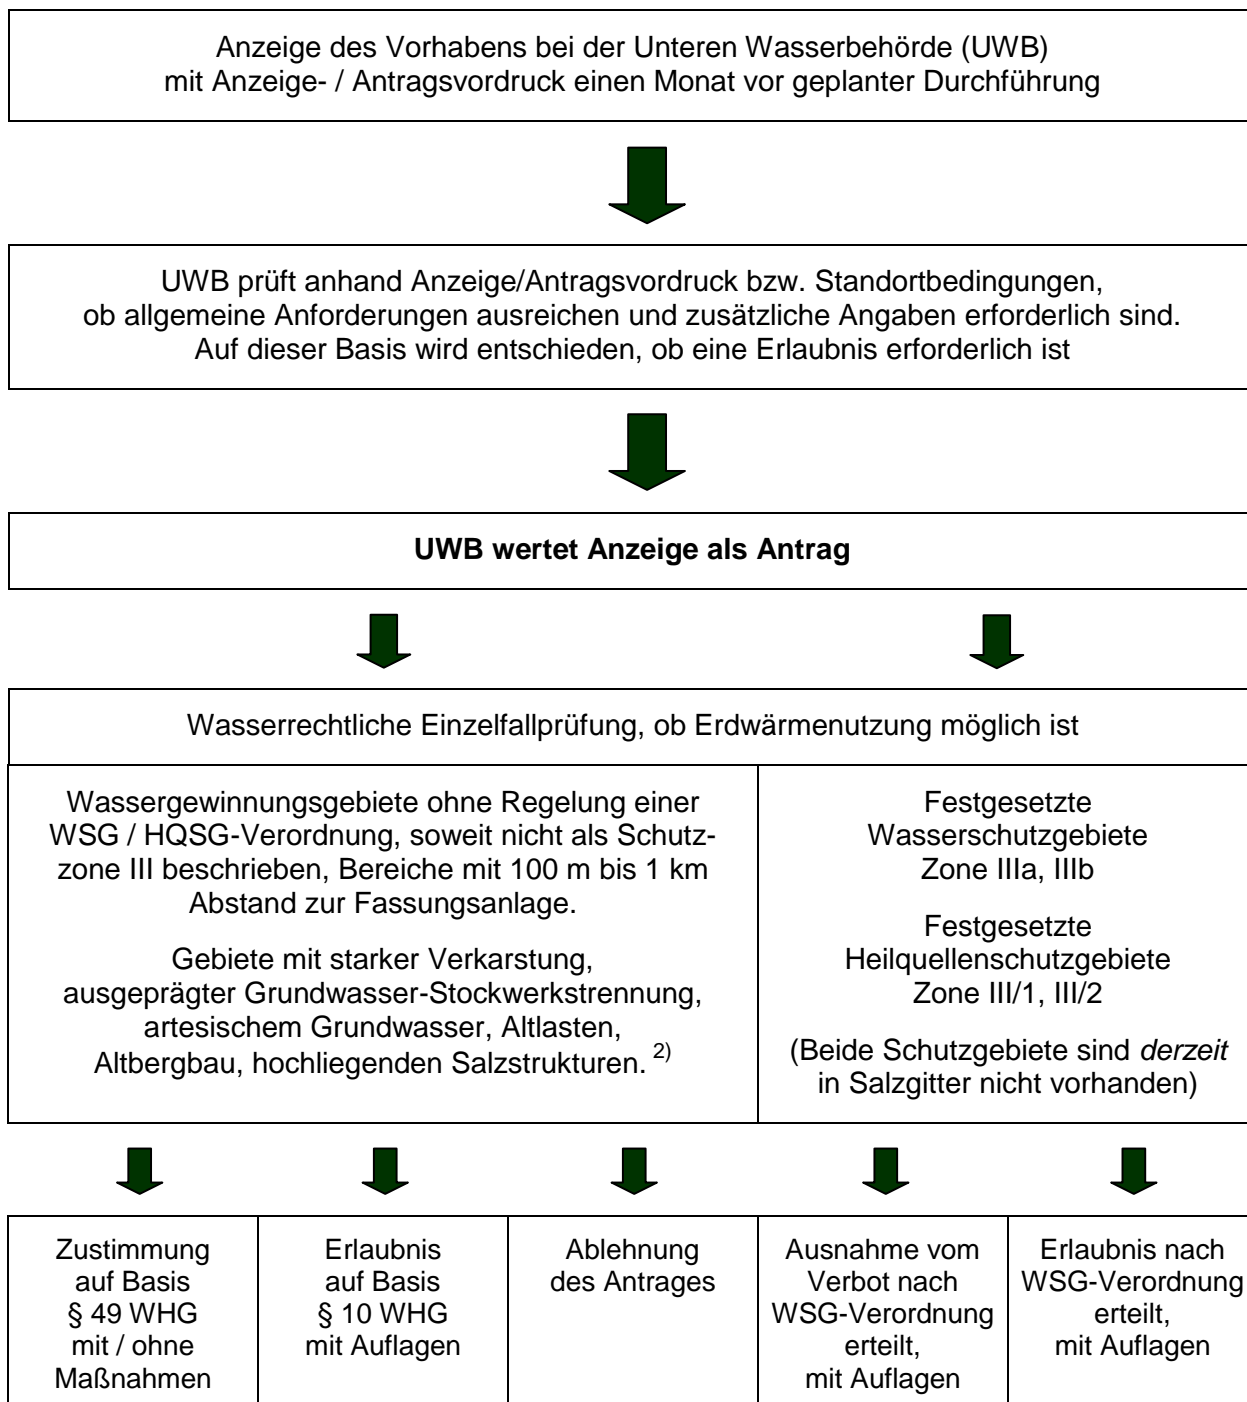 Anzeige des Vorhabens bei der Unteren Wasserbehörde (UWB)
mit Anzeige- / Antragsvordruck einen Monat vor geplanter Durchführung
UWB prüft anhand Anzeige/Antragsvordruck bzw. Standortbedingungen,
ob allgemeine Anforderungen ausreichen und zusätzliche Angaben erforderlich sind.
Auf dieser Basis wird entschieden, ob eine Erlaubnis erforderlich ist
UWB wertet Anzeige als Antrag
Wasserrechtliche Einzelfallprüfung, ob Erdwärmenutzung möglich ist
Wassergewinnungsgebiete ohne Regelung einer
WSG / HQSG-Verordnung, soweit nicht als Schutz-
zone III beschrieben, Bereiche mit 100 m bis 1 km
Abstand zur Fassungsanlage.
Gebiete mit starker Verkarstung,
ausgeprägter Grundwasser-Stockwerkstrennung,
artesischem Grundwasser, Altlasten,
Altbergbau, hochliegenden Salzstrukturen. 2)
Festgesetzte
Wasserschutzgebiete
Zone IIIa, IIIb
Festgesetzte
Heilquellenschutzgebiete
Zone III/1, III/2
(Beide Schutzgebiete sind derzeit
in Salzgitter nicht vorhanden)
Zustimmung
auf Basis
§ 49 WHG
mit / ohne
Maßnahmen
Erlaubnis
auf Basis
§ 10 WHG
mit Auflagen
Ablehnung
des Antrages
Ausnahme vom
Verbot nach
WSG-Verordnung
erteilt,
mit Auflagen
Erlaubnis nach
WSG-Verordnung
erteilt,
mit Auflagen